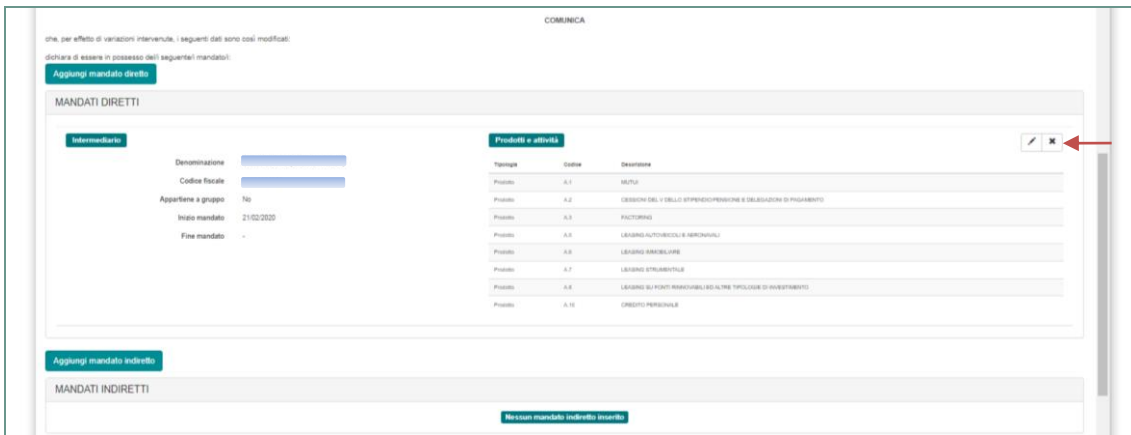 COMUNICA
che, per effetto di variazioni intervenute, i seguenti dati sono così modificati:
dichiara di essere in possesso del/i seguente/i mandato/i:
Aggiungi mandato diretto
MANDATI DIRETTI
Intermediario
Denominazione
Codice fiscale
Appartiene a gruppo No
Inizio mandato 21/02/2020
Fine mandato -
Prodotti e attività
Tipologia Codice Descrizione
Prodotto A.1 MUTUI
Prodotto A.2 CESSIONI DEL V DELLO STIPENDIO/PENSIONE E DELEGAZIONI DI PAGAMENTO
Prodotto A.3 FACTORING
Prodotto A.5 LEASING AUTOVEICOLI E AERONAVALI
Prodotto A.6 LEASING IMMOBILIARE
Prodotto A.7 LEASING STRUMENTALE
Prodotto A.8 LEASING SU FONTI RINNOVABILI ED ALTRE TIPOLOGIE DI INVESTIMENTO
Prodotto A.10 CREDITO PERSONALE
Aggiungi mandato indiretto
MANDATI INDIRETTI
Nessun mandato indiretto inserito